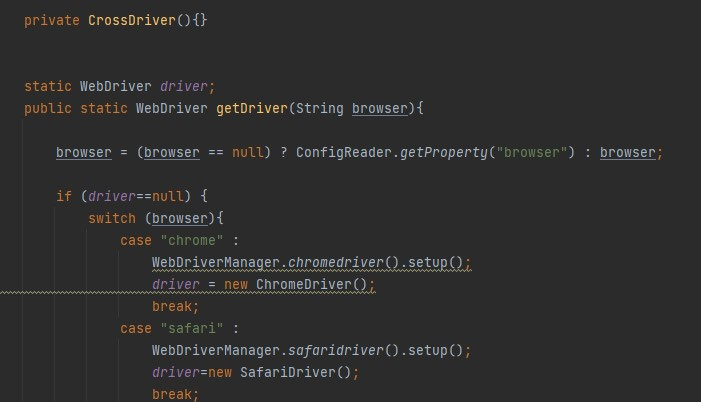 private CrossDriver(){}
static WebDriver driver;
public static WebDriver getDriver(String browser){
browser = (browser == null) ? ConfigReader.getProperty("browser") : browser;
if (driver==null) {
switch (browser){
case "chrome" :
WebDriverManager.chromedriver().setup();
driver = new ChromeDriver();
break;
case "safari" :
WebDriverManager.safaridriver().setup();
driver=new SafariDriver();
break;